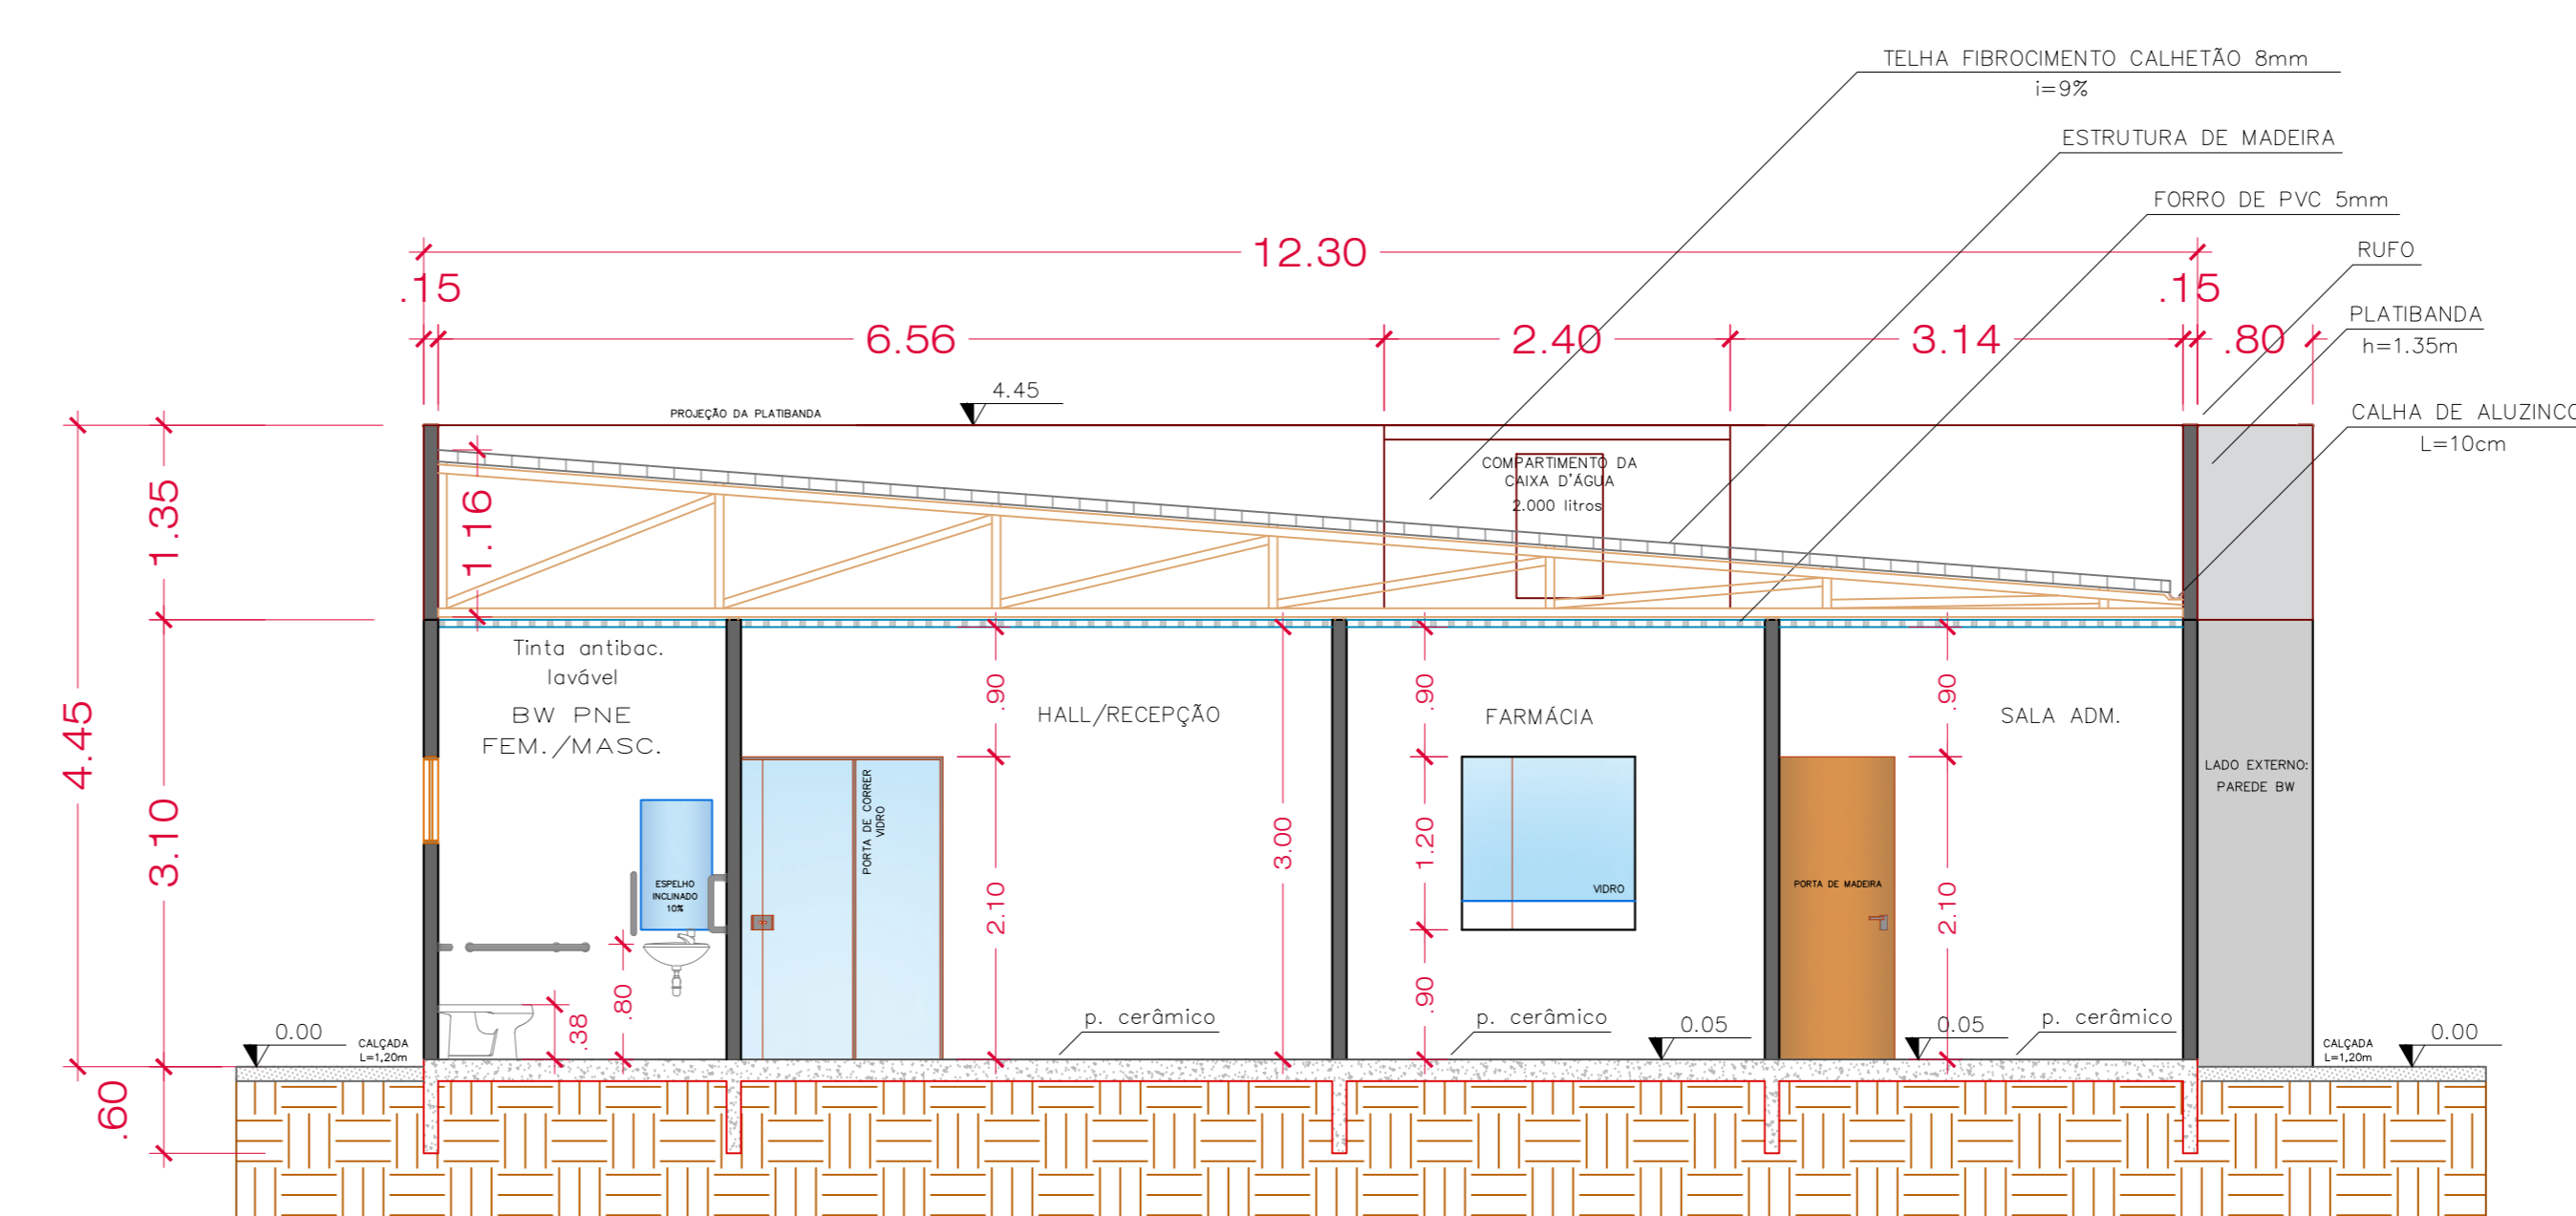 TELHA FIBROCIMENTO CALHETÃO 8mm
i=9%
ESTRUTURA DE MADEIRA
FORRO DE PVC 5mm
RUFO
PLATIBANDA
h=1.35m
CALHA DE ALUZINCO
L=10cm
12.30
.15
.15
6.56
2.40
3.14
.80
4.45
PROJEÇÃO DA PLATIBANDA
COMPARTIMENTO DA
CAIXA D'ÁGUA
2.000 litros
1.35
1.16
4.45
3.10
.60
Tinta antibac.
lavável
BW PNE
FEM./MASC.
HALL/RECEPÇÃO
FARMÁCIA
SALA ADM.
.90
.90
.90
LADO EXTERNO:
PAREDE BW
PORTA DE CORRER
VIDRO
3.00
1.20
2.10
2.10
ESPELHO
INCLINADO
10%
VIDRO
PORTA DE MADEIRA
.80
.38
.90
p. cerâmico
p. cerâmico
p. cerâmico
0.05
0.05
0.00
CALÇADA
L=1,20m
CALÇADA
L=1,20m
0.00